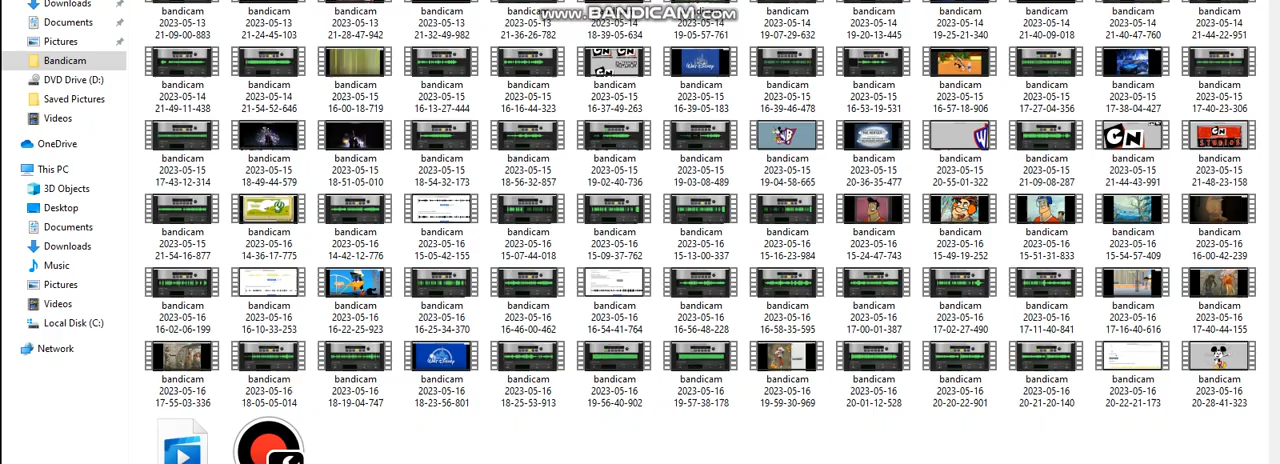 www.BANDICAM.com
Downloads
Documents
Pictures
Bandicam
DVD Drive (D:)
Saved Pictures
Videos
OneDrive
This PC
3D Objects
Desktop
Documents
Downloads
Music
Pictures
Videos
Local Disk (C:)
Network
bandicam bandicam bandicam bandicam bandicam bandicam bandicam bandicam bandicam bandicam bandicam bandicam bandicam
2023-05-13 2023-05-13 2023-05-13 2023-05-13 2023-05-13 2023-05-14 2023-05-14 2023-05-14 2023-05-14 2023-05-14 2023-05-14 2023-05-14 2023-05-14
21-09-00-883 21-24-45-103 21-28-47-942 21-32-49-982 21-36-26-782 18-39-05-634 19-05-57-761 19-07-29-632 19-20-13-445 19-25-21-340 21-40-09-018 21-40-47-760 21-44-22-951
bandicam bandicam bandicam bandicam bandicam bandicam bandicam bandicam bandicam bandicam bandicam bandicam bandicam
2023-05-14 2023-05-14 2023-05-15 2023-05-15 2023-05-15 2023-05-15 2023-05-15 2023-05-15 2023-05-15 2023-05-15 2023-05-15 2023-05-15 2023-05-15
21-49-11-438 21-54-52-646 16-00-18-719 16-13-27-444 16-16-44-323 16-37-49-263 16-39-05-183 16-39-46-478 16-53-19-531 16-57-18-906 17-27-04-356 17-38-04-427 17-40-23-306
bandicam bandicam bandicam bandicam bandicam bandicam bandicam bandicam bandicam bandicam bandicam bandicam bandicam
2023-05-15 2023-05-15 2023-05-15 2023-05-15 2023-05-15 2023-05-15 2023-05-15 2023-05-15 2023-05-15 2023-05-15 2023-05-15 2023-05-15 2023-05-15
17-43-12-314 18-49-44-579 18-51-05-010 18-54-32-173 18-56-32-857 19-02-40-736 19-03-08-489 19-04-58-665 20-36-35-477 20-55-01-322 21-09-08-287 21-44-43-991 21-48-23-158
bandicam bandicam bandicam bandicam bandicam bandicam bandicam bandicam bandicam bandicam bandicam bandicam bandicam
2023-05-15 2023-05-16 2023-05-16 2023-05-16 2023-05-16 2023-05-16 2023-05-16 2023-05-16 2023-05-16 2023-05-16 2023-05-16 2023-05-16 2023-05-16
21-54-16-877 14-36-17-775 14-42-12-776 15-05-42-155 15-07-44-018 15-09-37-762 15-13-00-337 15-16-23-984 15-24-47-743 15-49-19-252 15-51-31-833 15-54-57-409 16-00-42-239
bandicam bandicam bandicam bandicam bandicam bandicam bandicam bandicam bandicam bandicam bandicam bandicam bandicam
2023-05-16 2023-05-16 2023-05-16 2023-05-16 2023-05-16 2023-05-16 2023-05-16 2023-05-16 2023-05-16 2023-05-16 2023-05-16 2023-05-16 2023-05-16
16-02-06-199 16-10-33-253 16-22-25-923 16-25-34-370 16-46-00-462 16-54-41-764 16-56-48-228 16-58-35-595 17-00-01-387 17-02-27-490 17-11-40-841 17-16-40-616 17-40-44-155
bandicam bandicam bandicam bandicam bandicam bandicam bandicam bandicam bandicam bandicam bandicam bandicam bandicam
2023-05-16 2023-05-16 2023-05-16 2023-05-16 2023-05-16 2023-05-16 2023-05-16 2023-05-16 2023-05-16 2023-05-16 2023-05-16 2023-05-16 2023-05-16
17-55-03-336 18-05-05-014 18-19-04-747 18-23-56-801 18-25-53-913 19-56-40-902 19-57-38-178 19-59-30-969 20-01-12-528 20-20-22-901 20-21-20-140 20-22-21-173 20-28-41-323